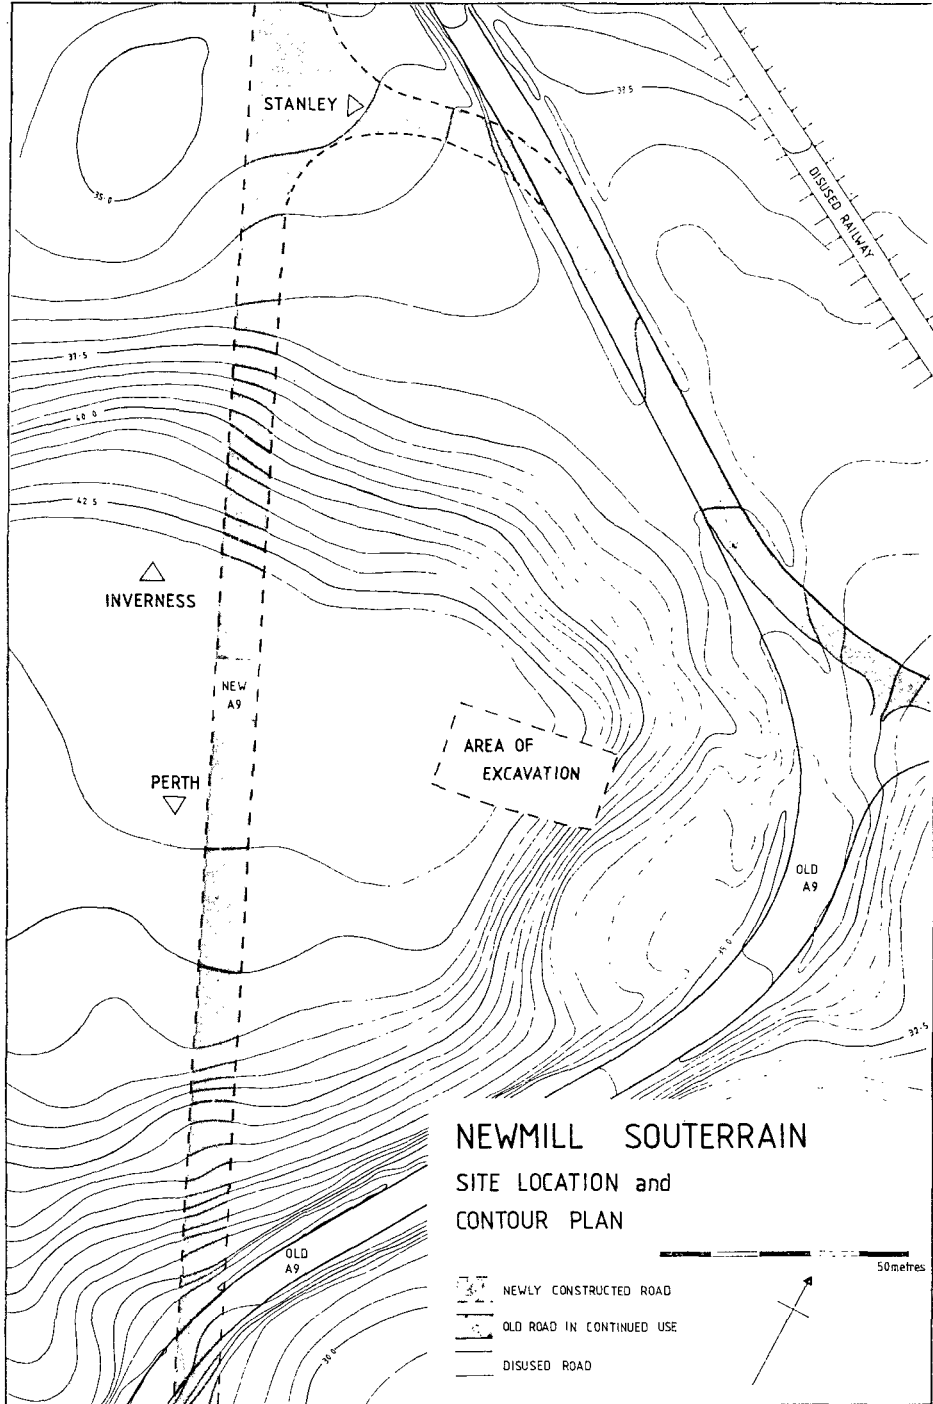 37.5
STANLEY
DISUSED RAILWAY
35.0
37.5
40.0
42.5
INVERNESS
NEW
A9
AREA OF
EXCAVATION
PERTH
OLD
A9
35.0
32.5
NEWMILL SOUTERRAIN
SITE LOCATION and
CONTOUR PLAN
OLD
A9
50metres
NEWLY CONSTRUCTED ROAD
OLD ROAD IN CONTINUED USE
DISUSED ROAD
30.0